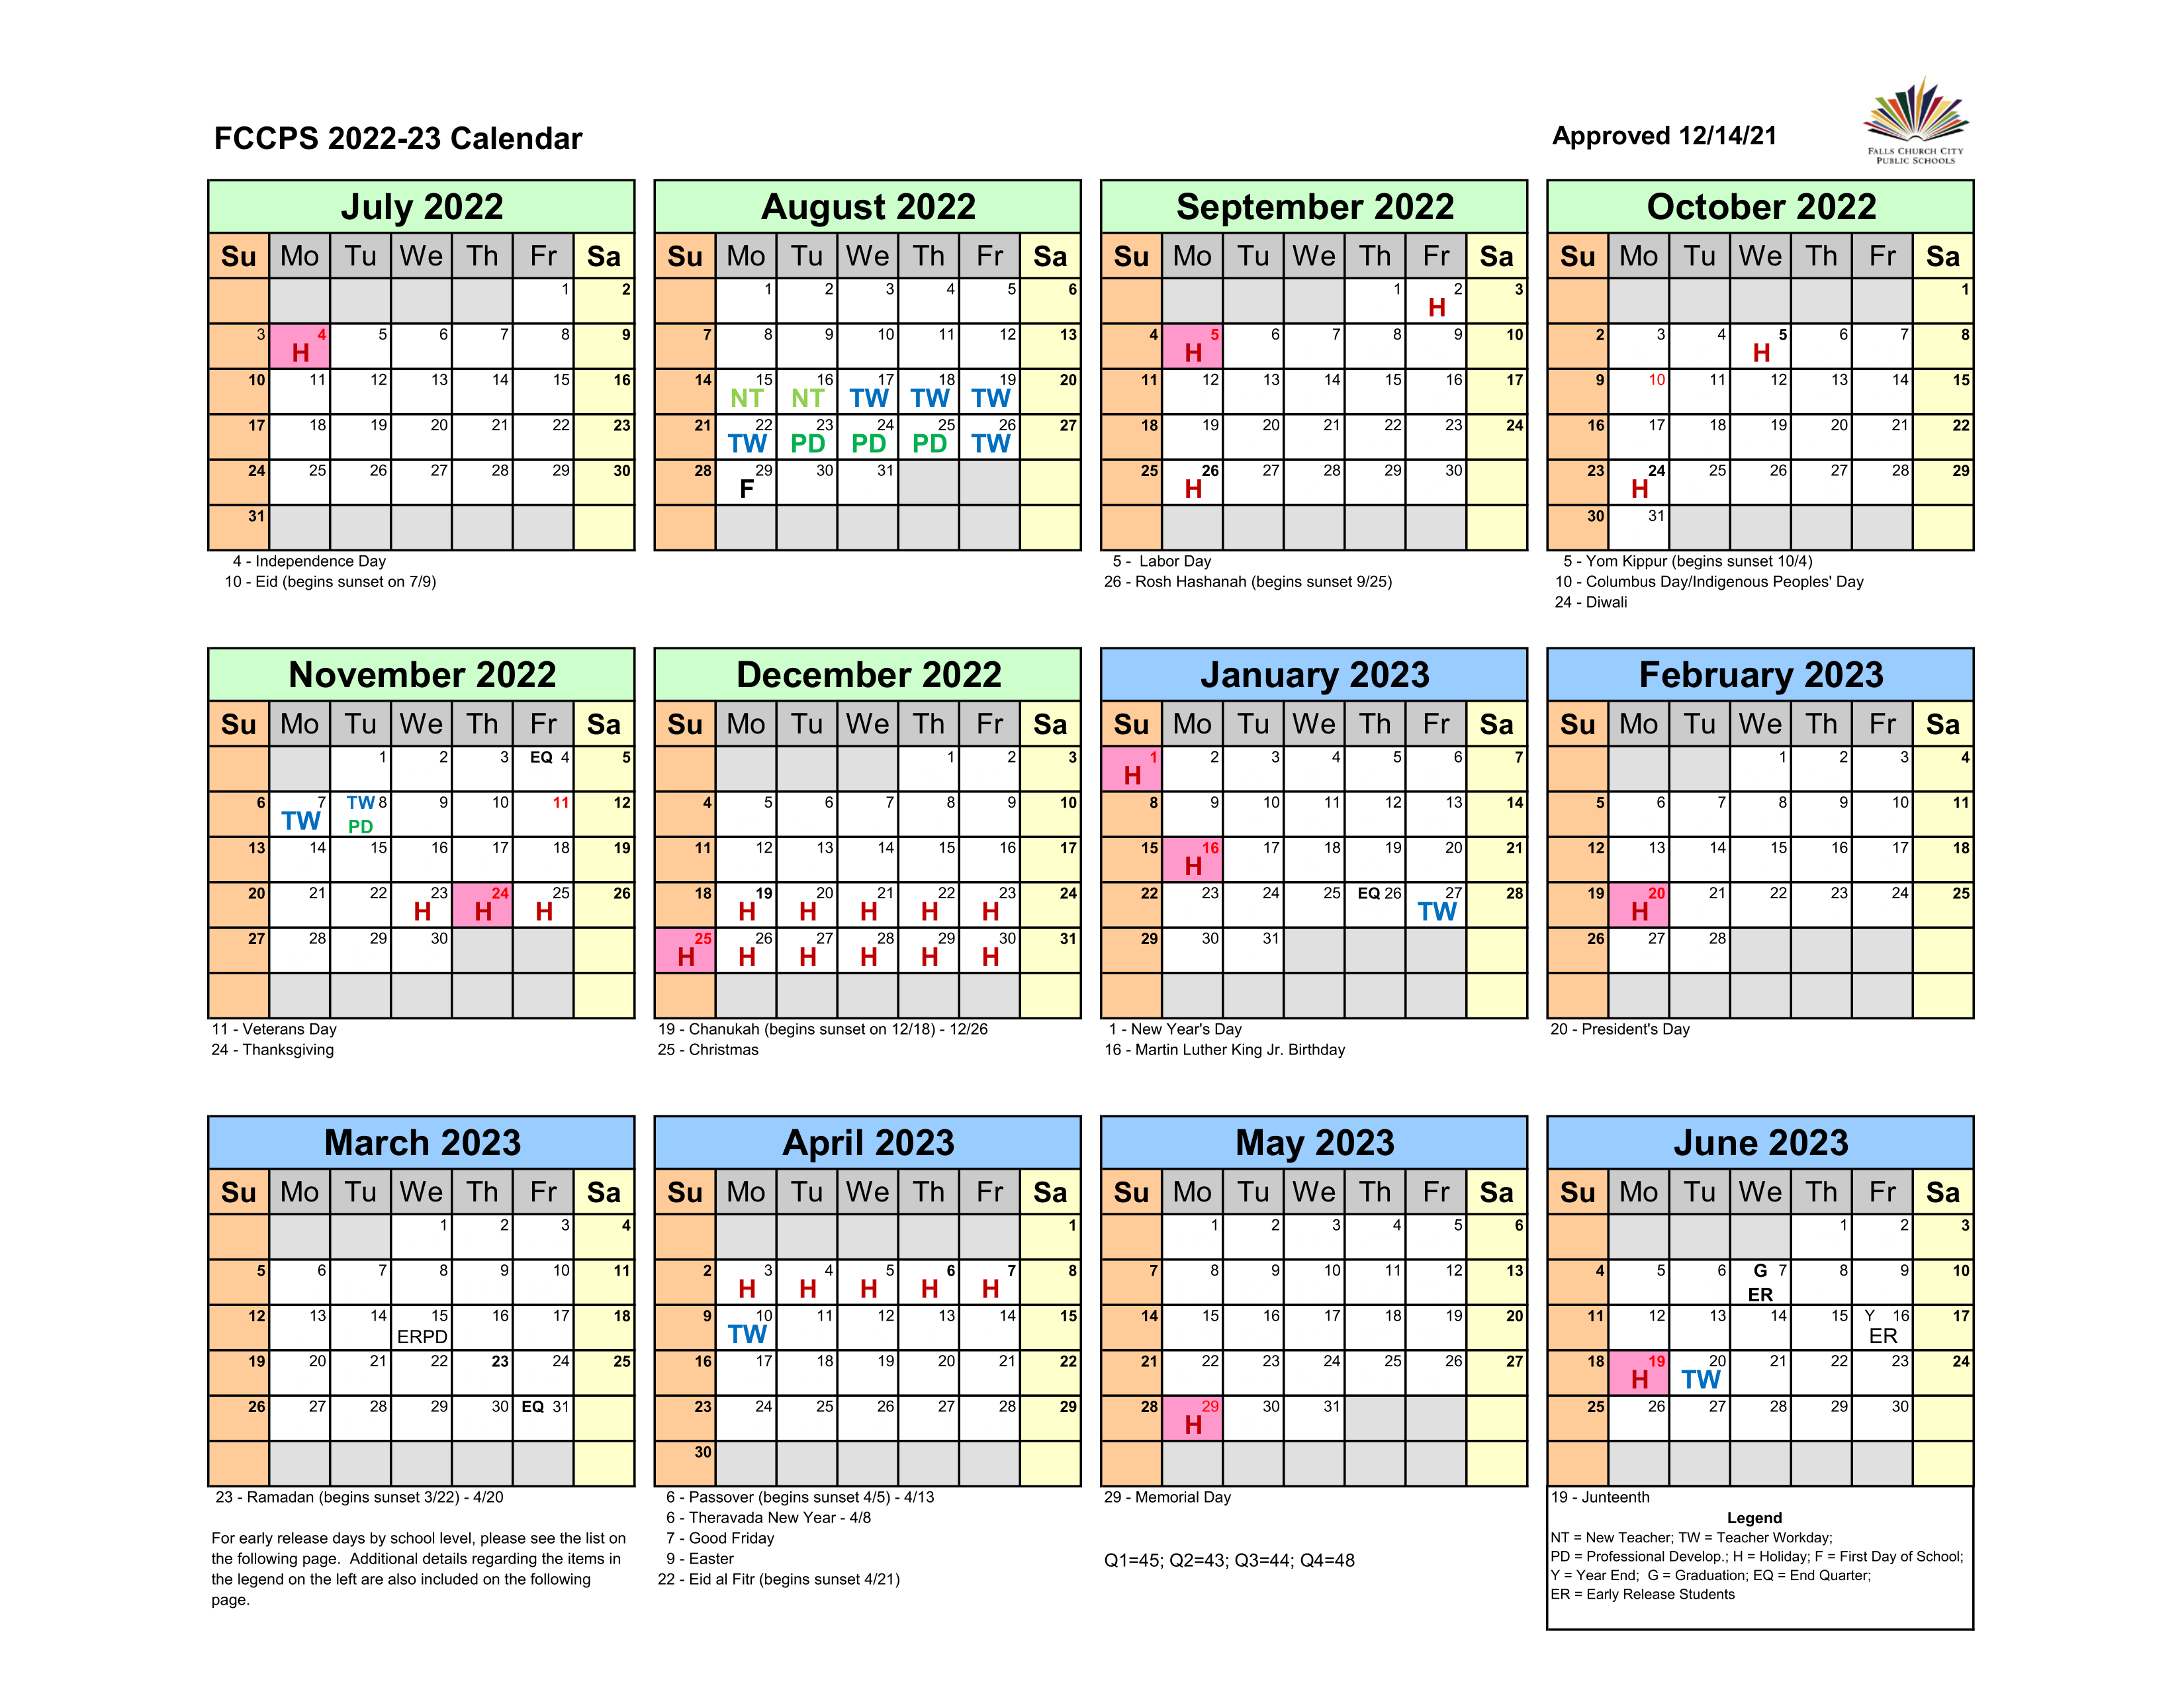 FCCPS 2022-23 Calendar
Approved 12/14/21
FALLS CHURCH CITY
PUBLIC SCHOOLS
July 2022
Su Mo Tu We Th Fr Sa
1 2
3 4 5 6 7 8 9
H
10 11 12 13 14 15 16
17 18 19 20 21 22 23
24 25 26 27 28 29 30
31
4 - Independence Day
10 - Eid (begins sunset on 7/9)
August 2022
Su Mo Tu We Th Fr Sa
1 2 3 4 5 6
7 8 9 10 11 12 13
14 15 16 17 18 19 20
NT NT TW TW TW
21 22 23 24 25 26 27
TW PD PD PD TW
28 29 30 31
F
September 2022
Su Mo Tu We Th Fr Sa
1 2 3
H
4 5 6 7 8 9 10
H
11 12 13 14 15 16 17
18 19 20 21 22 23 24
25 26 27 28 29 30
H
5 - Labor Day
26 - Rosh Hashanah (begins sunset 9/25)
October 2022
Su Mo Tu We Th Fr Sa
1
2 3 4 5 6 7 8
H
9 10 11 12 13 14 15
16 17 18 19 20 21 22
23 24 25 26 27 28 29
H
30 31
5 - Yom Kippur (begins sunset 10/4)
10 - Columbus Day/Indigenous Peoples' Day
24 - Diwali
November 2022
Su Mo Tu We Th Fr Sa
1 2 3 EQ 4 5
6 7 TW 8 9 10 11 12
TW PD
13 14 15 16 17 18 19
20 21 22 23 24 25 26
H H H
27 28 29 30
11 - Veterans Day
24 - Thanksgiving
December 2022
Su Mo Tu We Th Fr Sa
1 2 3
4 5 6 7 8 9 10
11 12 13 14 15 16 17
18 19 20 21 22 23 24
H H H H H
25 26 27 28 29 30 31
H H H H H H
19 - Chanukah (begins sunset on 12/18) - 12/26
25 - Christmas
January 2023
Su Mo Tu We Th Fr Sa
1 2 3 4 5 6 7
H
8 9 10 11 12 13 14
15 16 17 18 19 20 21
H
22 23 24 25 EQ 26 27 28
TW
29 30 31
1 - New Year's Day
16 - Martin Luther King Jr. Birthday
February 2023
Su Mo Tu We Th Fr Sa
1 2 3 4
5 6 7 8 9 10 11
12 13 14 15 16 17 18
19 20 21 22 23 24 25
H
26 27 28
20 - President's Day
March 2023
Su Mo Tu We Th Fr Sa
1 2 3 4
5 6 7 8 9 10 11
12 13 14 15 16 17 18
ERPD
19 20 21 22 23 24 25
26 27 28 29 30 EQ 31
23 - Ramadan (begins sunset 3/22) - 4/20
For early release days by school level, please see the list on
the following page. Additional details regarding the items in
the legend on the left are also included on the following
page.
April 2023
Su Mo Tu We Th Fr Sa
1
2 3 4 5 6 7 8
H H H H H
9 10 11 12 13 14 15
TW
16 17 18 19 20 21 22
23 24 25 26 27 28 29
30
6 - Passover (begins sunset 4/5) - 4/13
6 - Theravada New Year - 4/8
7 - Good Friday
9 - Easter
22 - Eid al Fitr (begins sunset 4/21)
May 2023
Su Mo Tu We Th Fr Sa
1 2 3 4 5 6
7 8 9 10 11 12 13
14 15 16 17 18 19 20
21 22 23 24 25 26 27
28 29 30 31
H
29 - Memorial Day
Q1=45; Q2=43; Q3=44; Q4=48
June 2023
Su Mo Tu We Th Fr Sa
1 2 3
4 5 6 G 7 8 9 10
ER
11 12 13 14 15 Y 16 17
ER
18 19 20 21 22 23 24
H TW
25 26 27 28 29 30
19 - Junteenth
Legend
NT = New Teacher; TW = Teacher Workday;
PD = Professional Develop.; H = Holiday; F = First Day of School;
Y = Year End; G = Graduation; EQ = End Quarter;
ER = Early Release Students